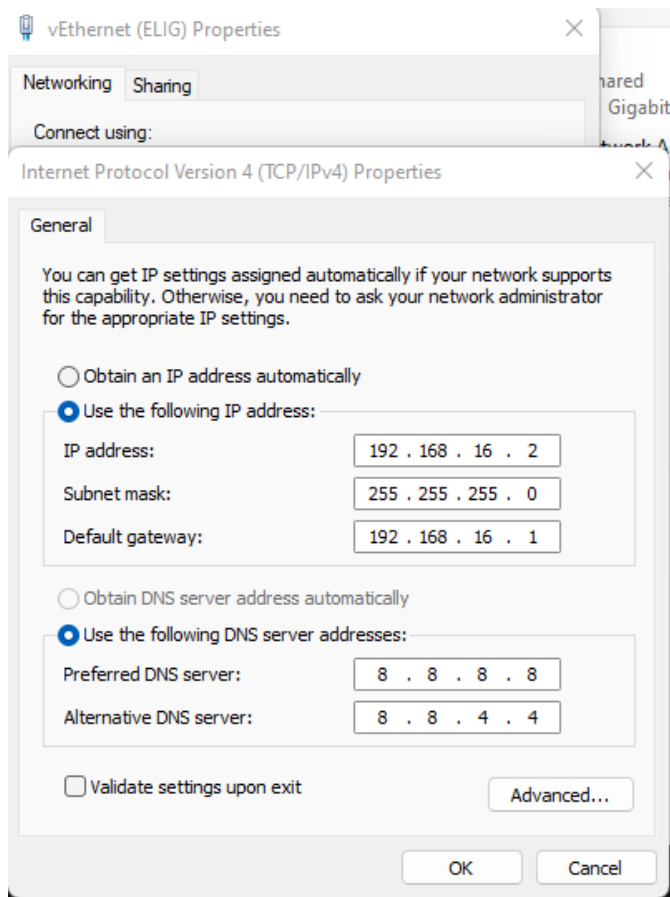 vEthernet (ELIG) Properties
Networking
Sharing
hared
Gigabit
Connect using:
twork A
Internet Protocol Version 4 (TCP/IPv4) Properties
General
You can get IP settings assigned automatically if your network supports
this capability. Otherwise, you need to ask your network administrator
for the appropriate IP settings.
Obtain an IP address automatically
Use the following IP address:
IP address: 192 . 168 . 16 . 2
Subnet mask: 255 . 255 . 255 . 0
Default gateway: 192 . 168 . 16 . 1
Obtain DNS server address automatically
Use the following DNS server addresses:
Preferred DNS server: 8 . 8 . 8 . 8
Alternative DNS server: 8 . 8 . 4 . 4
Validate settings upon exit
Advanced...
OK
Cancel